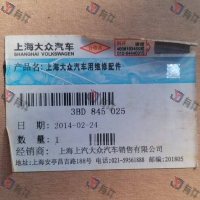 上海大众汽车
SHANGHAI VOLKSWAGEN
产品名: 上海大众汽车用维修配件
3BD 845 025
日 期: 2014-02-24
数 量: 1
经销商: 上海上汽大众汽车销售有限公司
地址:上海安亭昌吉路186号 电话:021-39561888 邮编:201805